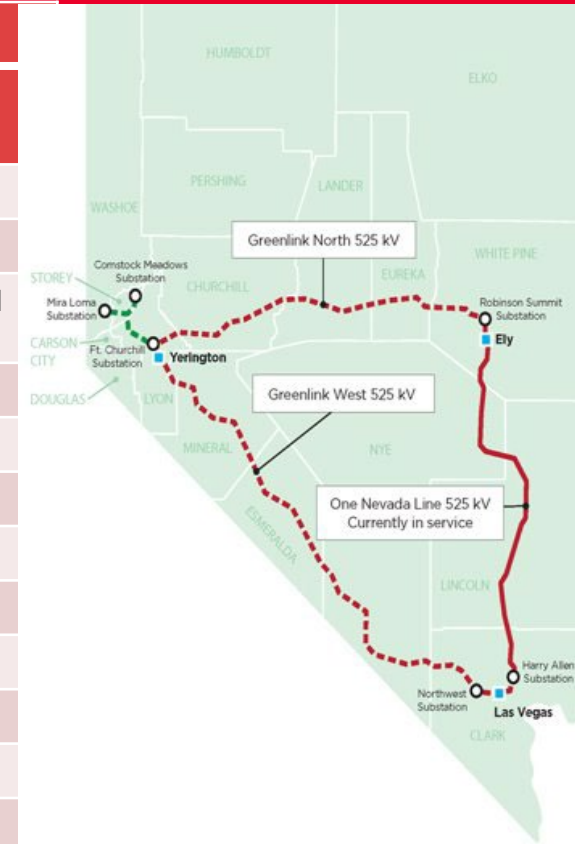 HUMBOLDT
ELKO
PERSHING
LANDER
WASHOE
Greenlink North 525 kV
WHITE PINE
Comstock Meadows
Substation
STOREY
CHURCHILL
EUREKA
Mira Loma
Substation
Robinson Summit
Substation
CARSON
CITY
Ft. Churchill
Substation
Yerington
Ely
DOUGLAS
LYON
Greenlink West 525 kV
MINERAL
NYE
One Nevada Line 525 kV
Currently in service
ESMERALDA
LINCOLN
Harry Allen
Substation
Northwest
Substation
Las Vegas
CLARK